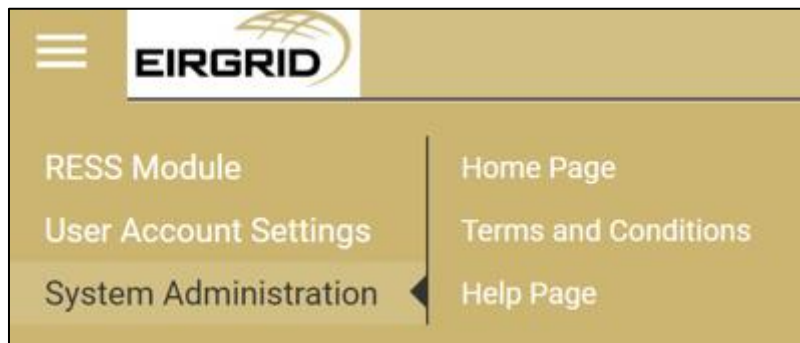 EIRGRID
RESS Module
User Account Settings
System Administration
Home Page
Terms and Conditions
Help Page